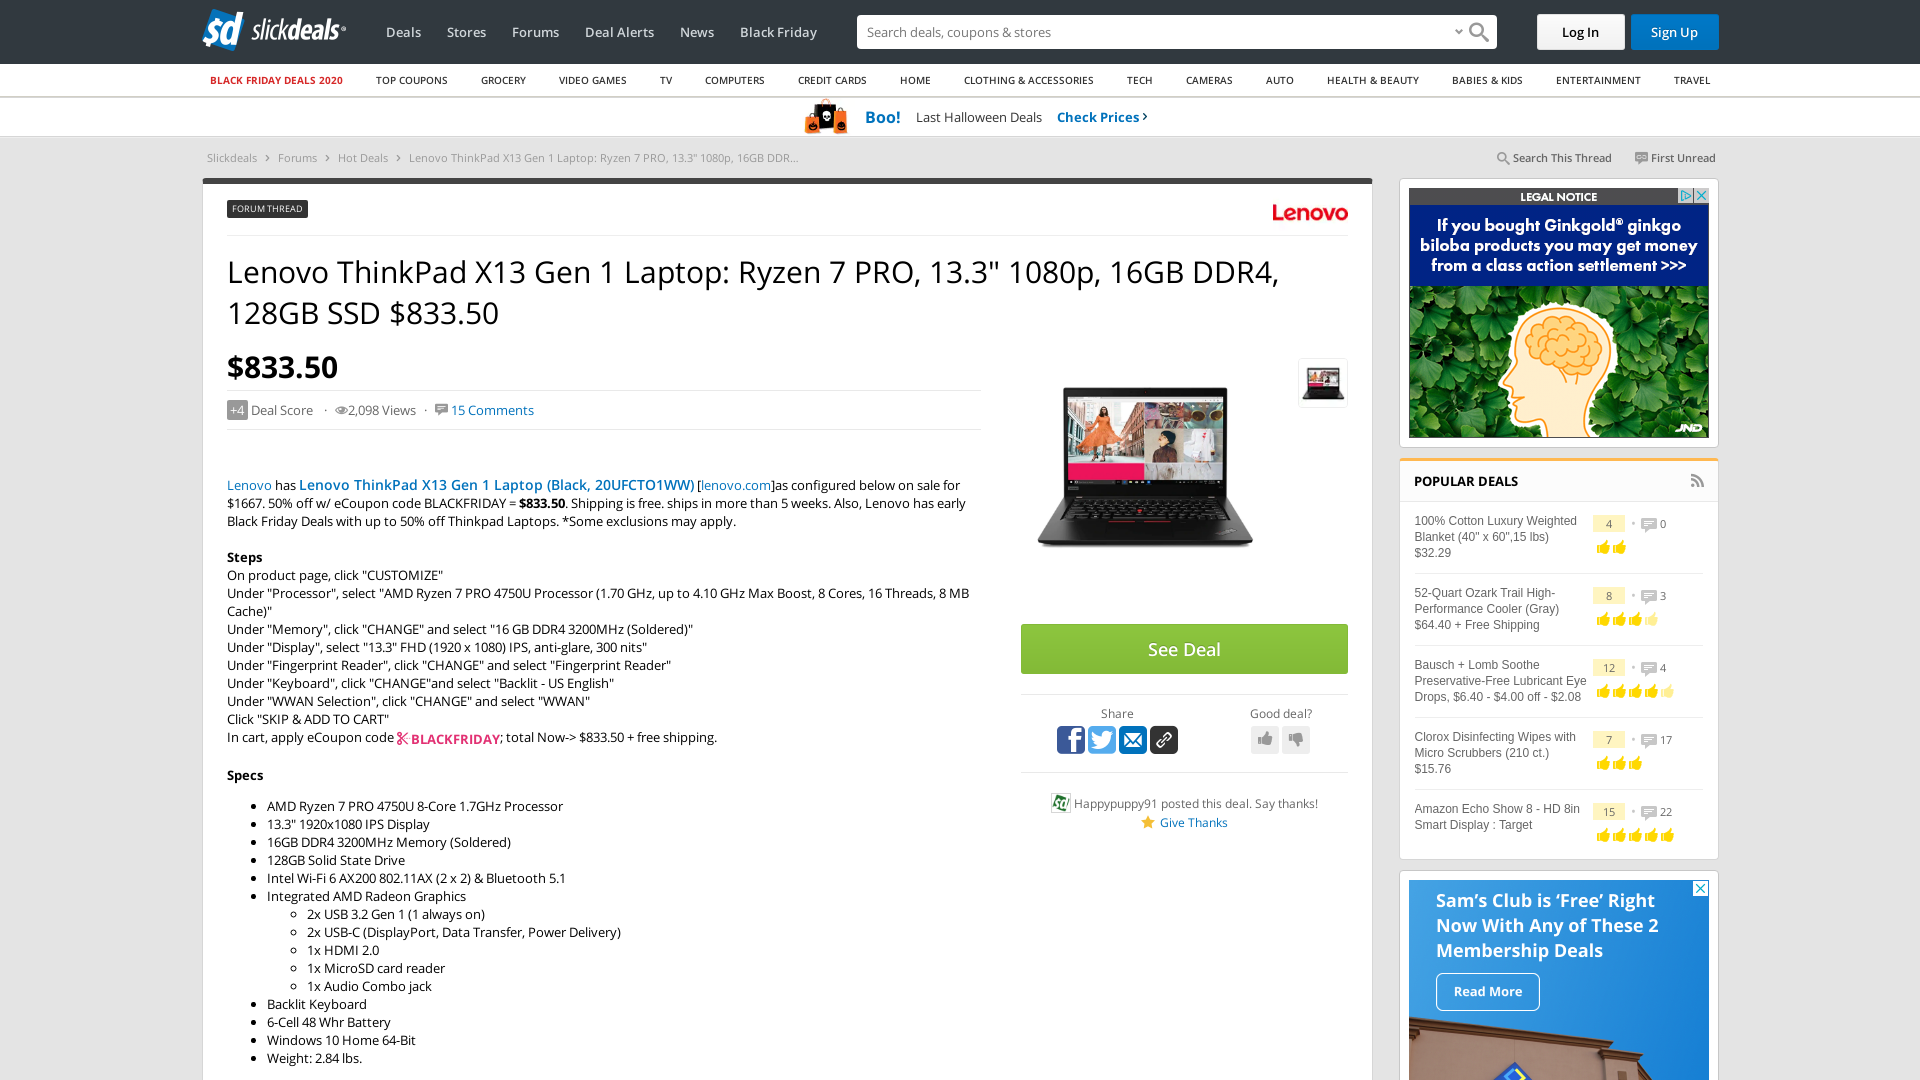 slickdeals
Deals
Stores
Forums
Deal Alerts
News
Black Friday
Search deals, coupons & stores
Log In
Sign Up
BLACK FRIDAY DEALS 2020
TOP COUPONS
GROCERY
VIDEO GAMES
TV
COMPUTERS
CREDIT CARDS
HOME
CLOTHING & ACCESSORIES
TECH
CAMERAS
AUTO
HEALTH & BEAUTY
BABIES & KIDS
ENTERTAINMENT
TRAVEL
Boo! Last Halloween Deals Check Prices
Slickdeals > Forums > Hot Deals > Lenovo ThinkPad X13 Gen 1 Laptop: Ryzen 7 PRO, 13.3" 1080p, 16GB DDR...
Search This Thread
First Unread
FORUM THREAD
Lenovo
Lenovo ThinkPad X13 Gen 1 Laptop: Ryzen 7 PRO, 13.3" 1080p, 16GB DDR4,
128GB SSD $833.50
$833.50
+4 Deal Score · 2,098 Views · 15 Comments
Lenovo has Lenovo ThinkPad X13 Gen 1 Laptop (Black, 20UFCTO1WW) [lenovo.com]as configured below on sale for
$1667. 50% off w/ eCoupon code BLACKFRIDAY = $833.50. Shipping is free. ships in more than 5 weeks. Also, Lenovo has early
Black Friday Deals with up to 50% off Thinkpad Laptops. *Some exclusions may apply.
Steps
On product page, click "CUSTOMIZE"
Under "Processor", select "AMD Ryzen 7 PRO 4750U Processor (1.70 GHz, up to 4.10 GHz Max Boost, 8 Cores, 16 Threads, 8 MB
Cache)"
Under "Memory", click "CHANGE" and select "16 GB DDR4 3200MHz (Soldered)"
Under "Display", select "13.3" FHD (1920 x 1080) IPS, anti-glare, 300 nits"
Under "Fingerprint Reader", click "CHANGE" and select "Fingerprint Reader"
Under "Keyboard", click "CHANGE"and select "Backlit - US English"
Under "WWAN Selection", click "CHANGE" and select "WWAN"
Click "SKIP & ADD TO CART"
In cart, apply eCoupon code BLACKFRIDAY; total Now-> $833.50 + free shipping.
Specs
AMD Ryzen 7 PRO 4750U 8-Core 1.7GHz Processor
13.3" 1920x1080 IPS Display
16GB DDR4 3200MHz Memory (Soldered)
128GB Solid State Drive
Intel Wi-Fi 6 AX200 802.11AX (2 x 2) & Bluetooth 5.1
Integrated AMD Radeon Graphics
2x USB 3.2 Gen 1 (1 always on)
2x USB-C (DisplayPort, Data Transfer, Power Delivery)
1x HDMI 2.0
1x MicroSD card reader
1x Audio Combo jack
Backlit Keyboard
6-Cell 48 Whr Battery
Windows 10 Home 64-Bit
Weight: 2.84 lbs.
See Deal
Share
Good deal?
Happypuppy91 posted this deal. Say thanks!
Give Thanks
LEGAL NOTICE
If you bought Ginkgold® ginkgo
biloba products you may get money
from a class action settlement >>>
JND
POPULAR DEALS
100% Cotton Luxury Weighted
Blanket (40" x 60",15 lbs)
$32.29
4 • 0
52-Quart Ozark Trail High-
Performance Cooler (Gray)
$64.40 + Free Shipping
8 • 3
Bausch + Lomb Soothe
Preservative-Free Lubricant Eye
Drops, $6.40 - $4.00 off - $2.08
12 • 4
Clorox Disinfecting Wipes with
Micro Scrubbers (210 ct.)
$15.76
7 • 17
Amazon Echo Show 8 - HD 8in
Smart Display : Target
15 • 22
Sam's Club is 'Free' Right
Now With Any of These 2
Membership Deals
Read More